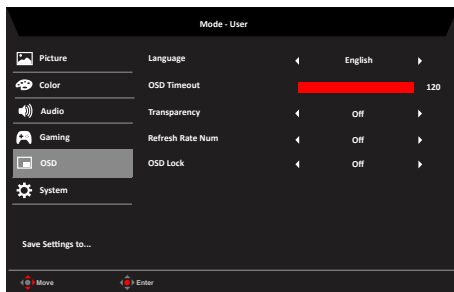 Mode - User
Picture
Language English
Color
OSD Timeout 120
Audio
Transparency Off
Gaming
Refresh Rate Num Off
OSD
OSD Lock Off
System
Save Settings to...
Move Enter